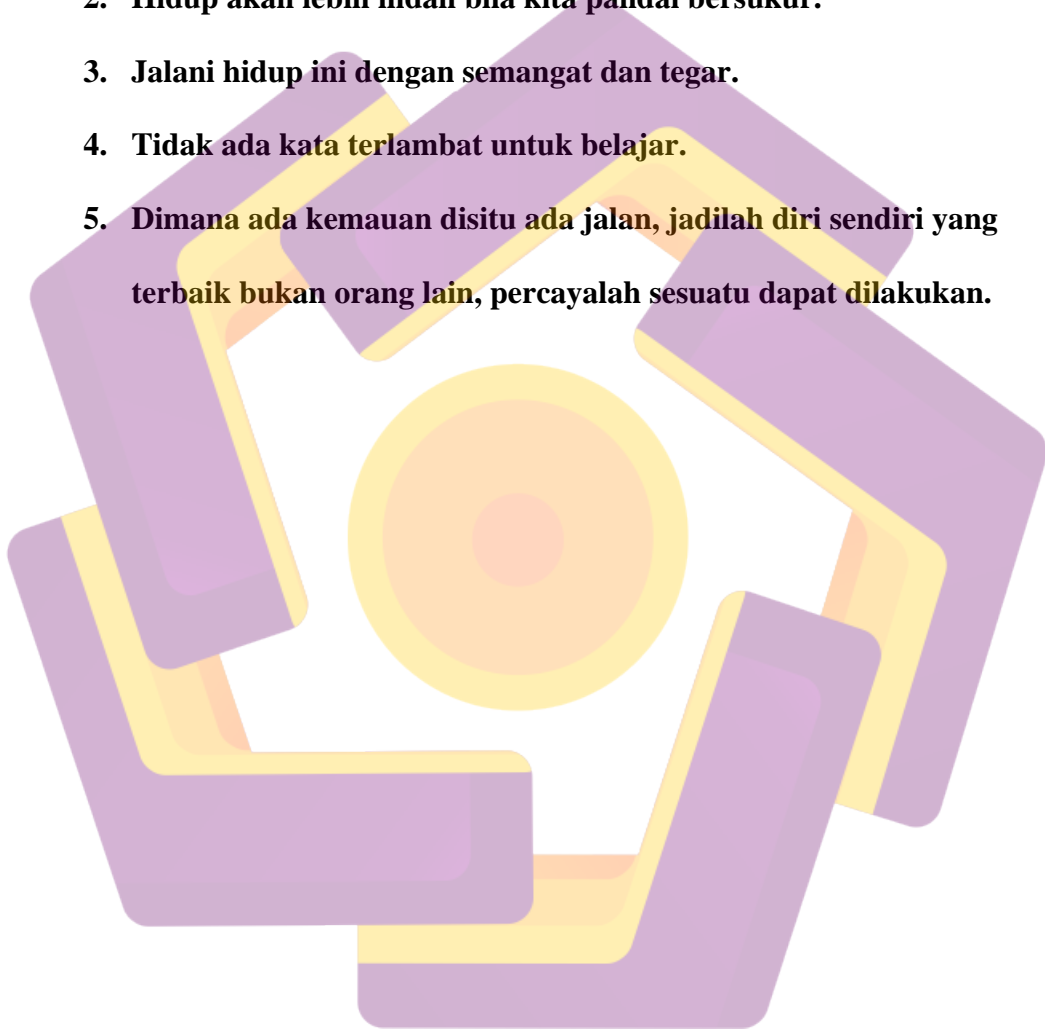 2. Hidup akan lebih indah bila kita pandai bersukur.
3. Jalani hidup ini dengan semangat dan tegar.
4. Tidak ada kata terlambat untuk belajar.
5. Dimana ada kemauan disitu ada jalan, jadilah diri sendiri yang
terbaik bukan orang lain, percayalah sesuatu dapat dilakukan.